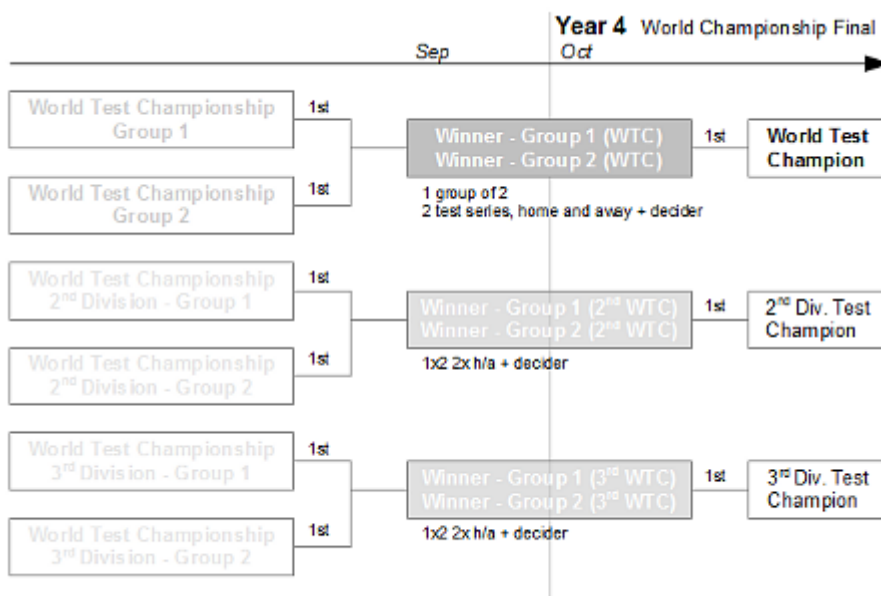 Year 4 World Championship Final
Sep
Oct
World Test Championship
Group 1
1st
World Test Championship
Group 2
1st
Winner - Group 1 (WTC)
Winner - Group 2 (WTC)
1st
World Test
Champion
1 group of 2
2 test series, home and away + decider
World Test Championship
2nd Division - Group 1
1st
World Test Championship
2nd Division - Group 2
1st
Winner - Group 1 (2nd WTC)
Winner - Group 2 (2nd WTC)
1st
2nd Div. Test
Champion
1x2 2x h/a + decider
World Test Championship
3rd Division - Group 1
1st
World Test Championship
3rd Division - Group 2
1st
Winner - Group 1 (3rd WTC)
Winner - Group 2 (3rd WTC)
1st
3rd Div. Test
Champion
1x2 2x h/a + decider